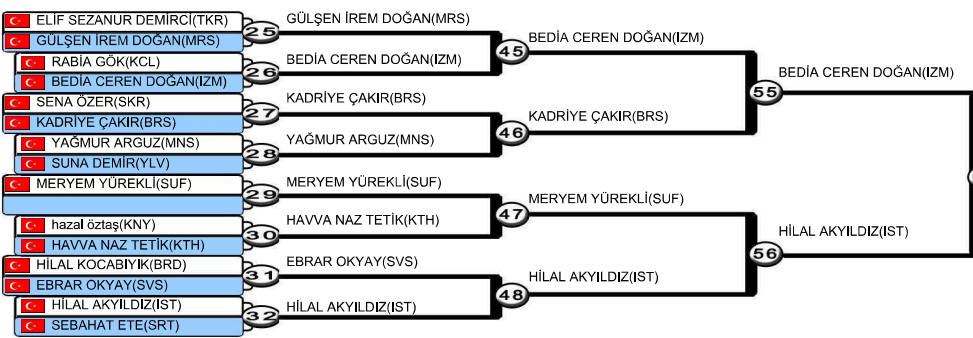 ELİF SEZANUR DEMİRCİ(TKR)
GÜLŞEN İREM DOĞAN(MRS)
25
GÜLŞEN İREM DOĞAN(MRS)
RABİA GÖK(KCL)
BEDİA CEREN DOĞAN(IZM)
26
BEDİA CEREN DOĞAN(IZM)
45
BEDİA CEREN DOĞAN(IZM)
SENA ÖZER(SKR)
KADRİYE ÇAKIR(BRS)
27
KADRİYE ÇAKIR(BRS)
YAĞMUR ARGUZ(MNS)
SUNA DEMİR(YLV)
28
YAĞMUR ARGUZ(MNS)
46
KADRİYE ÇAKIR(BRS)
55
BEDİA CEREN DOĞAN(IZM)
MERYEM YÜREKLİ(SUF)
29
MERYEM YÜREKLİ(SUF)
hazal öztaş(KNY)
HAVVA NAZ TETİK(KTH)
30
HAVVA NAZ TETİK(KTH)
47
MERYEM YÜREKLİ(SUF)
HİLAL KOCABIYIK(BRD)
EBRAR OKYAY(SVS)
31
EBRAR OKYAY(SVS)
HİLAL AKYILDIZ(IST)
SEBAHAT ETE(SRT)
32
HİLAL AKYILDIZ(IST)
48
HİLAL AKYILDIZ(IST)
56
HİLAL AKYILDIZ(IST)